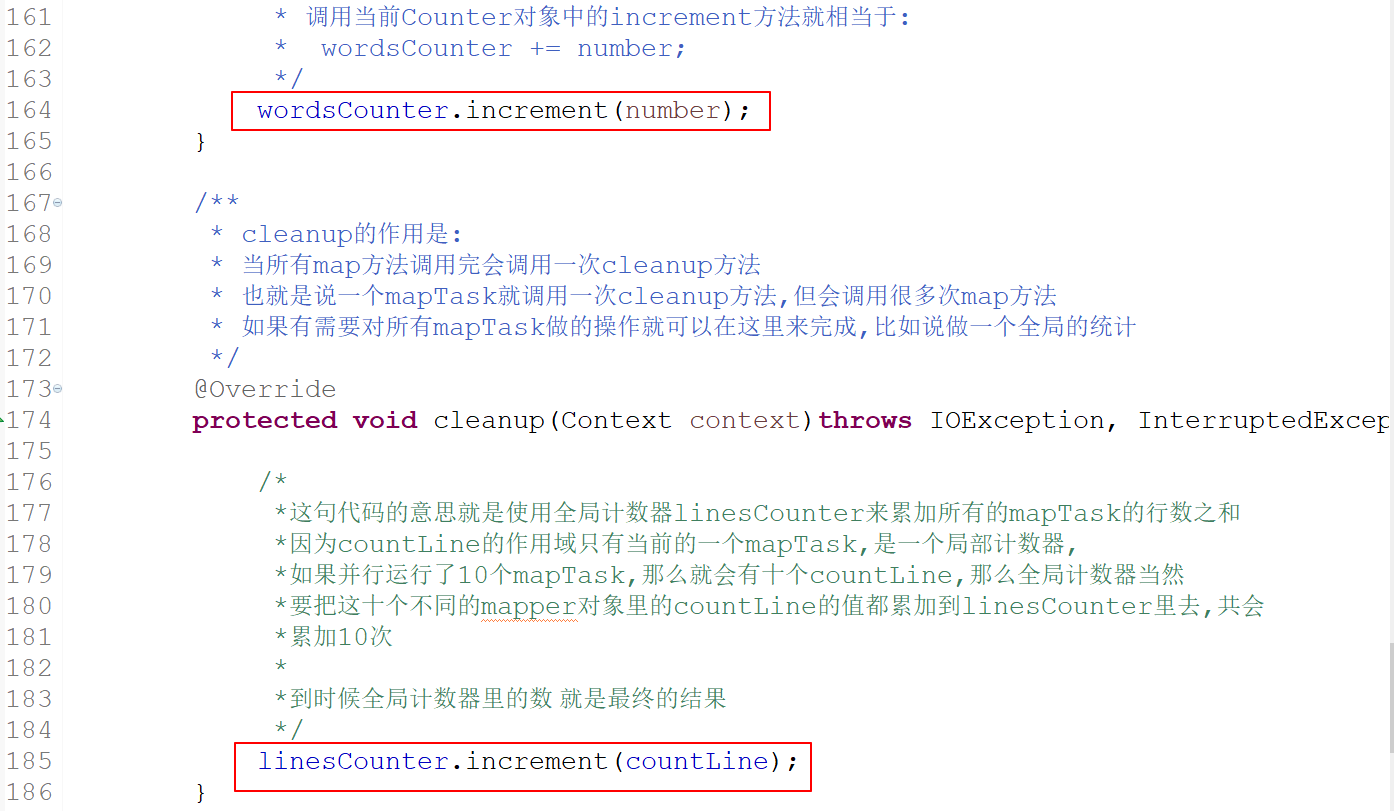 161 * 调用当前Counter对象中的increment方法就相当于:
162 * wordsCounter += number;
163 */
164 wordsCounter.increment(number);
165 }
166
167 /**
168 * cleanup的作用是:
169 * 当所有map方法调用完会调用一次cleanup方法
170 * 也就是说一个mapTask就调用一次cleanup方法,但会调用很多次map方法
171 * 如果有需要对所有mapTask做的操作就可以在这里来完成,比如说做一个全局的统计
172 */
173 @Override
174 protected void cleanup(Context context)throws IOException, InterruptedExcep
175
176 /*
177 *这句代码的意思就是使用全局计数器linesCounter来累加所有的mapTask的行数之和
178 *因为countLine的作用域只有当前的一个mapTask,是一个局部计数器,
179 *如果并行运行了10个mapTask,那么就会有十个countLine,那么全局计数器当然
180 *要把这十个不同的mapper对象里的countLine的值都累加到linesCounter里去,共会
181 *累加10次
182 *
183 *到时候全局计数器里的数 就是最终的结果
184 */
185 linesCounter.increment(countLine);
186 }